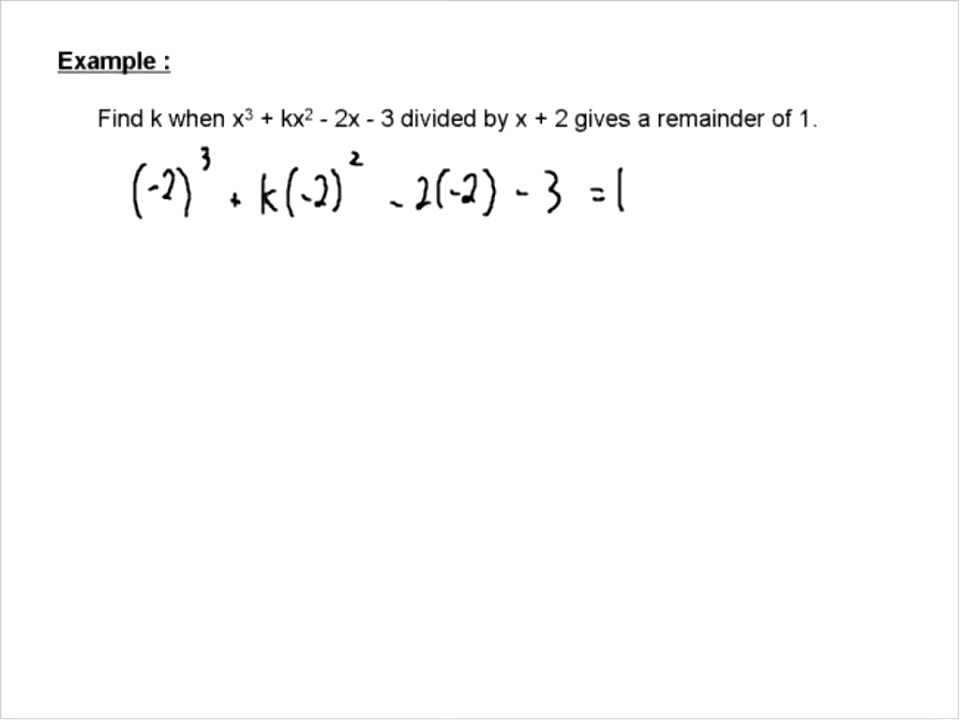 Example :
Find k when x³ + kx² - 2x - 3 divided by x + 2 gives a remainder of 1.
(-2)³ + k(-2)² - 2(-2) - 3 = 1